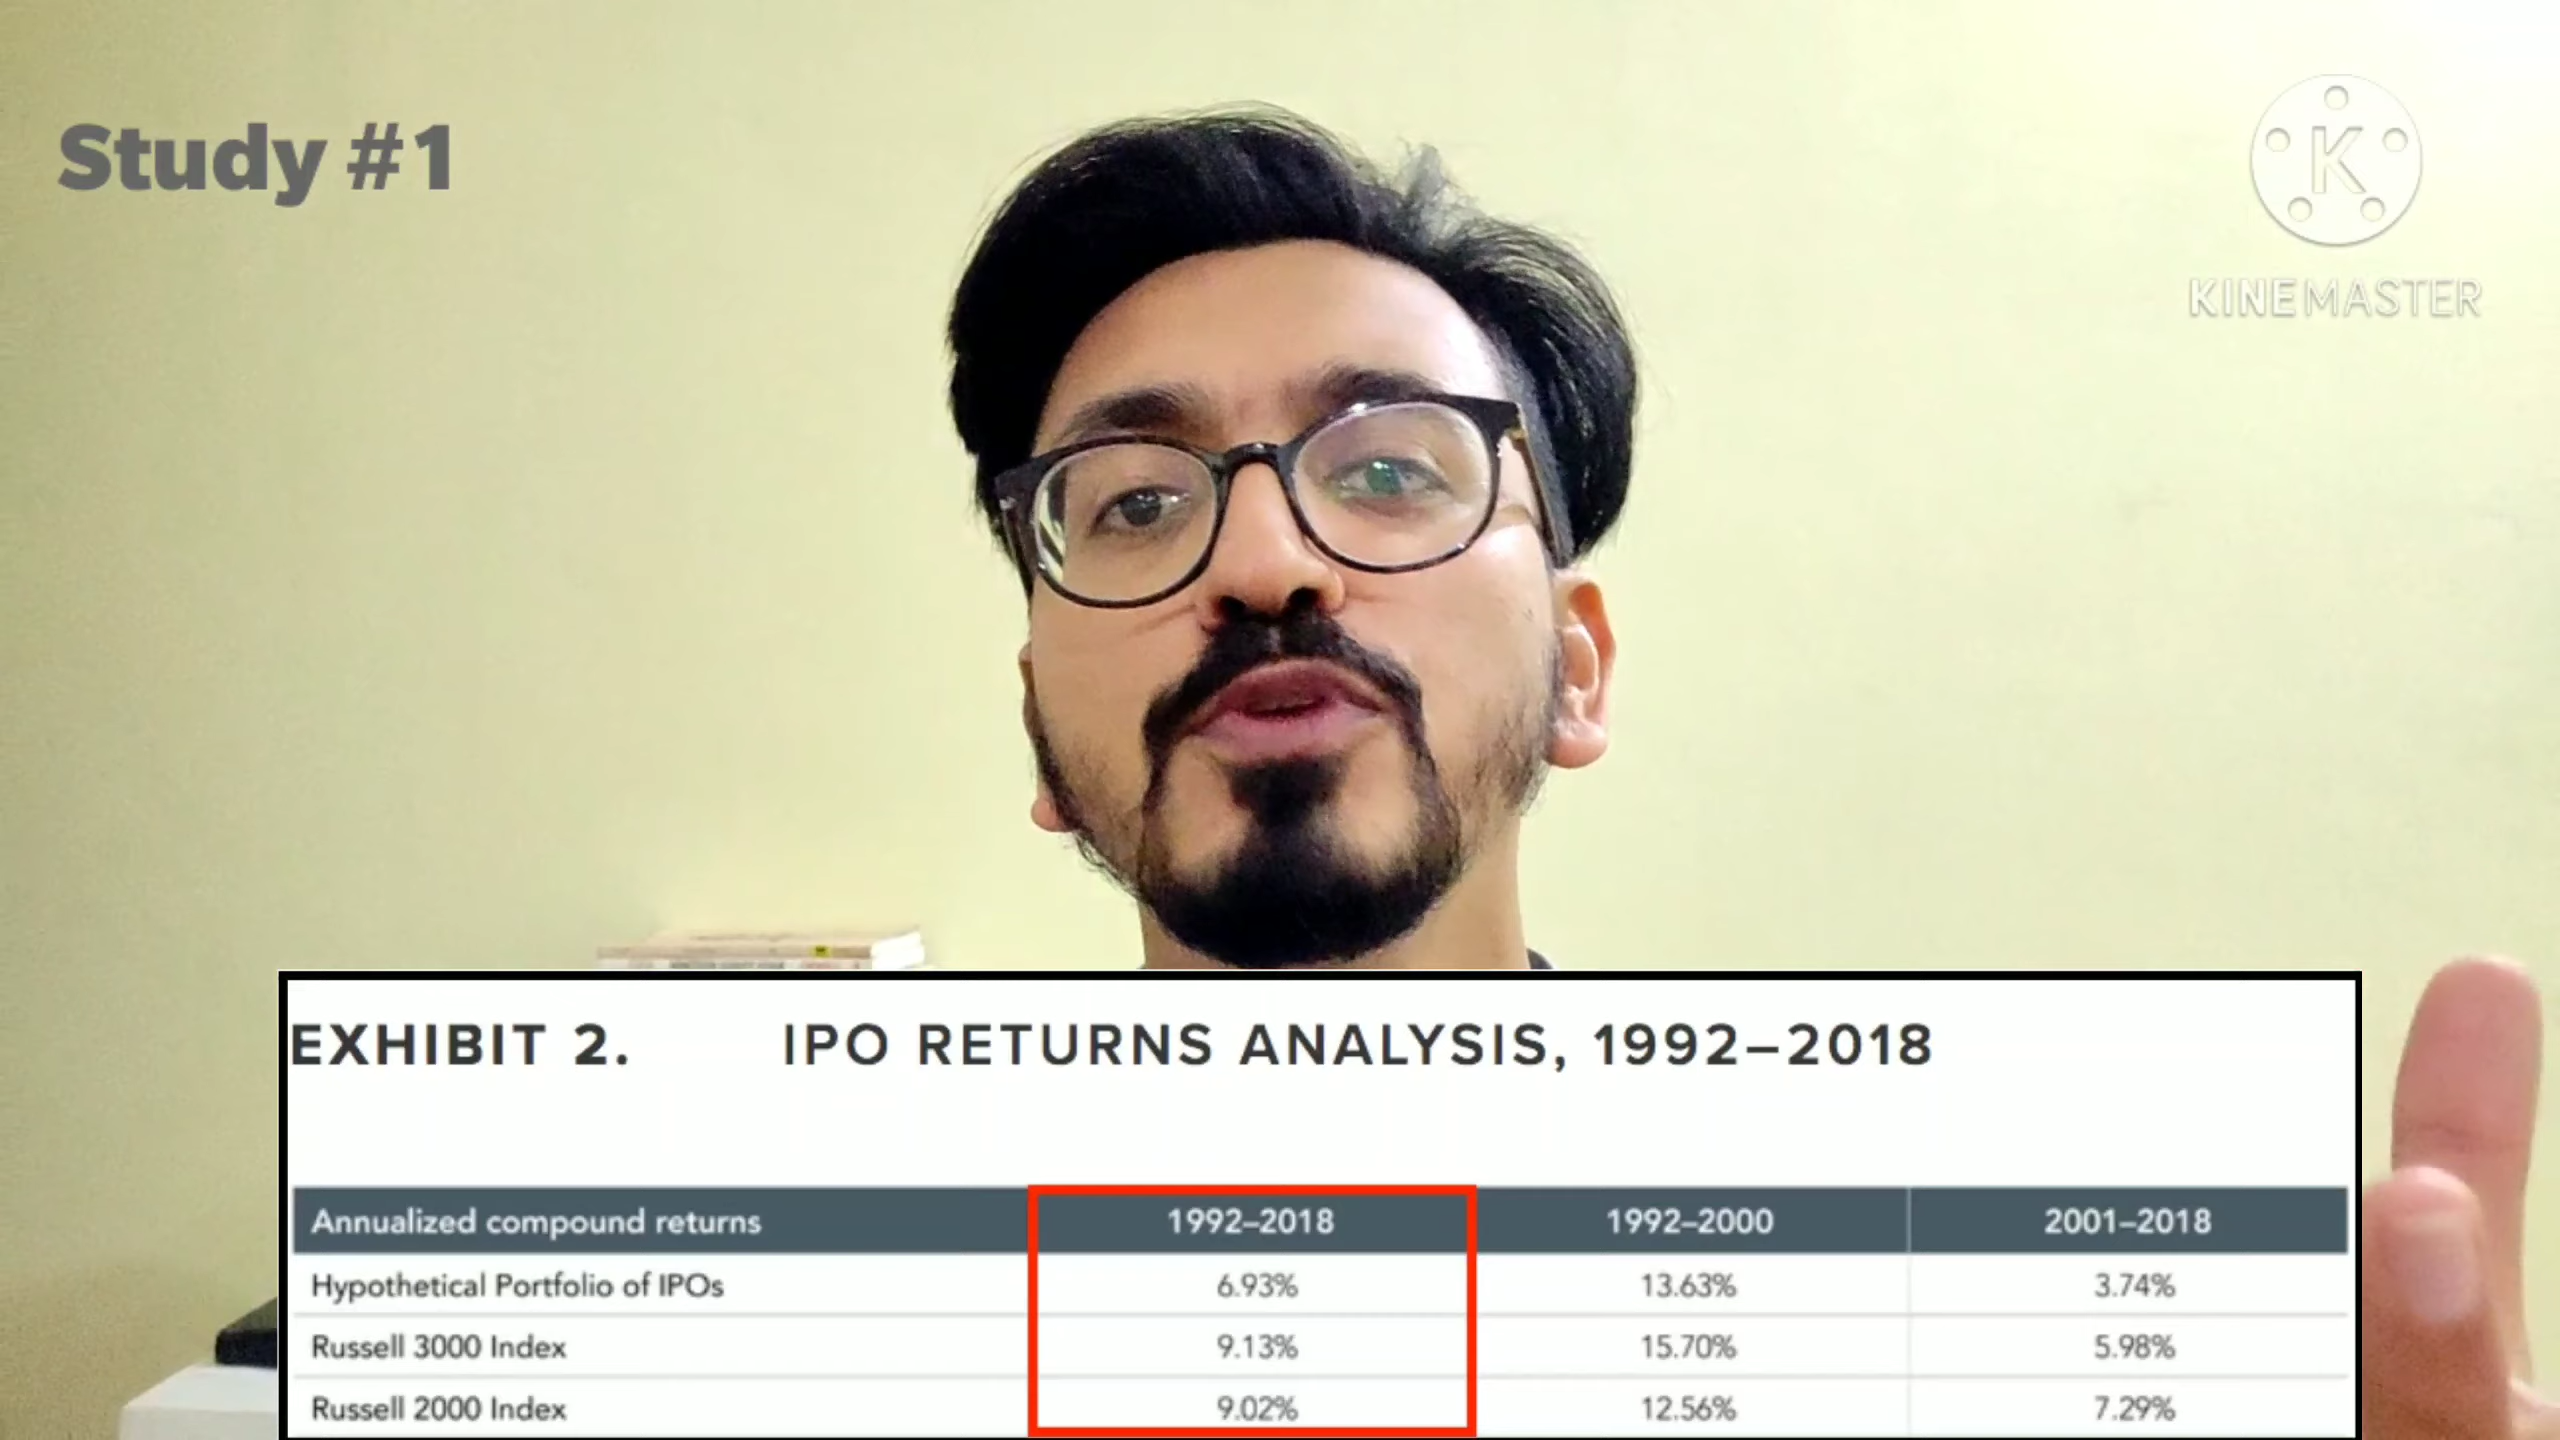 Study #1
K
KINEMASTER
EXHIBIT 2. IPO RETURNS ANALYSIS, 1992–2018
Annualized compound returns 1992–2018 1992–2000 2001–2018
Hypothetical Portfolio of IPOs 6.93% 13.63% 3.74%
Russell 3000 Index 9.13% 15.70% 5.98%
Russell 2000 Index 9.02% 12.56% 7.29%